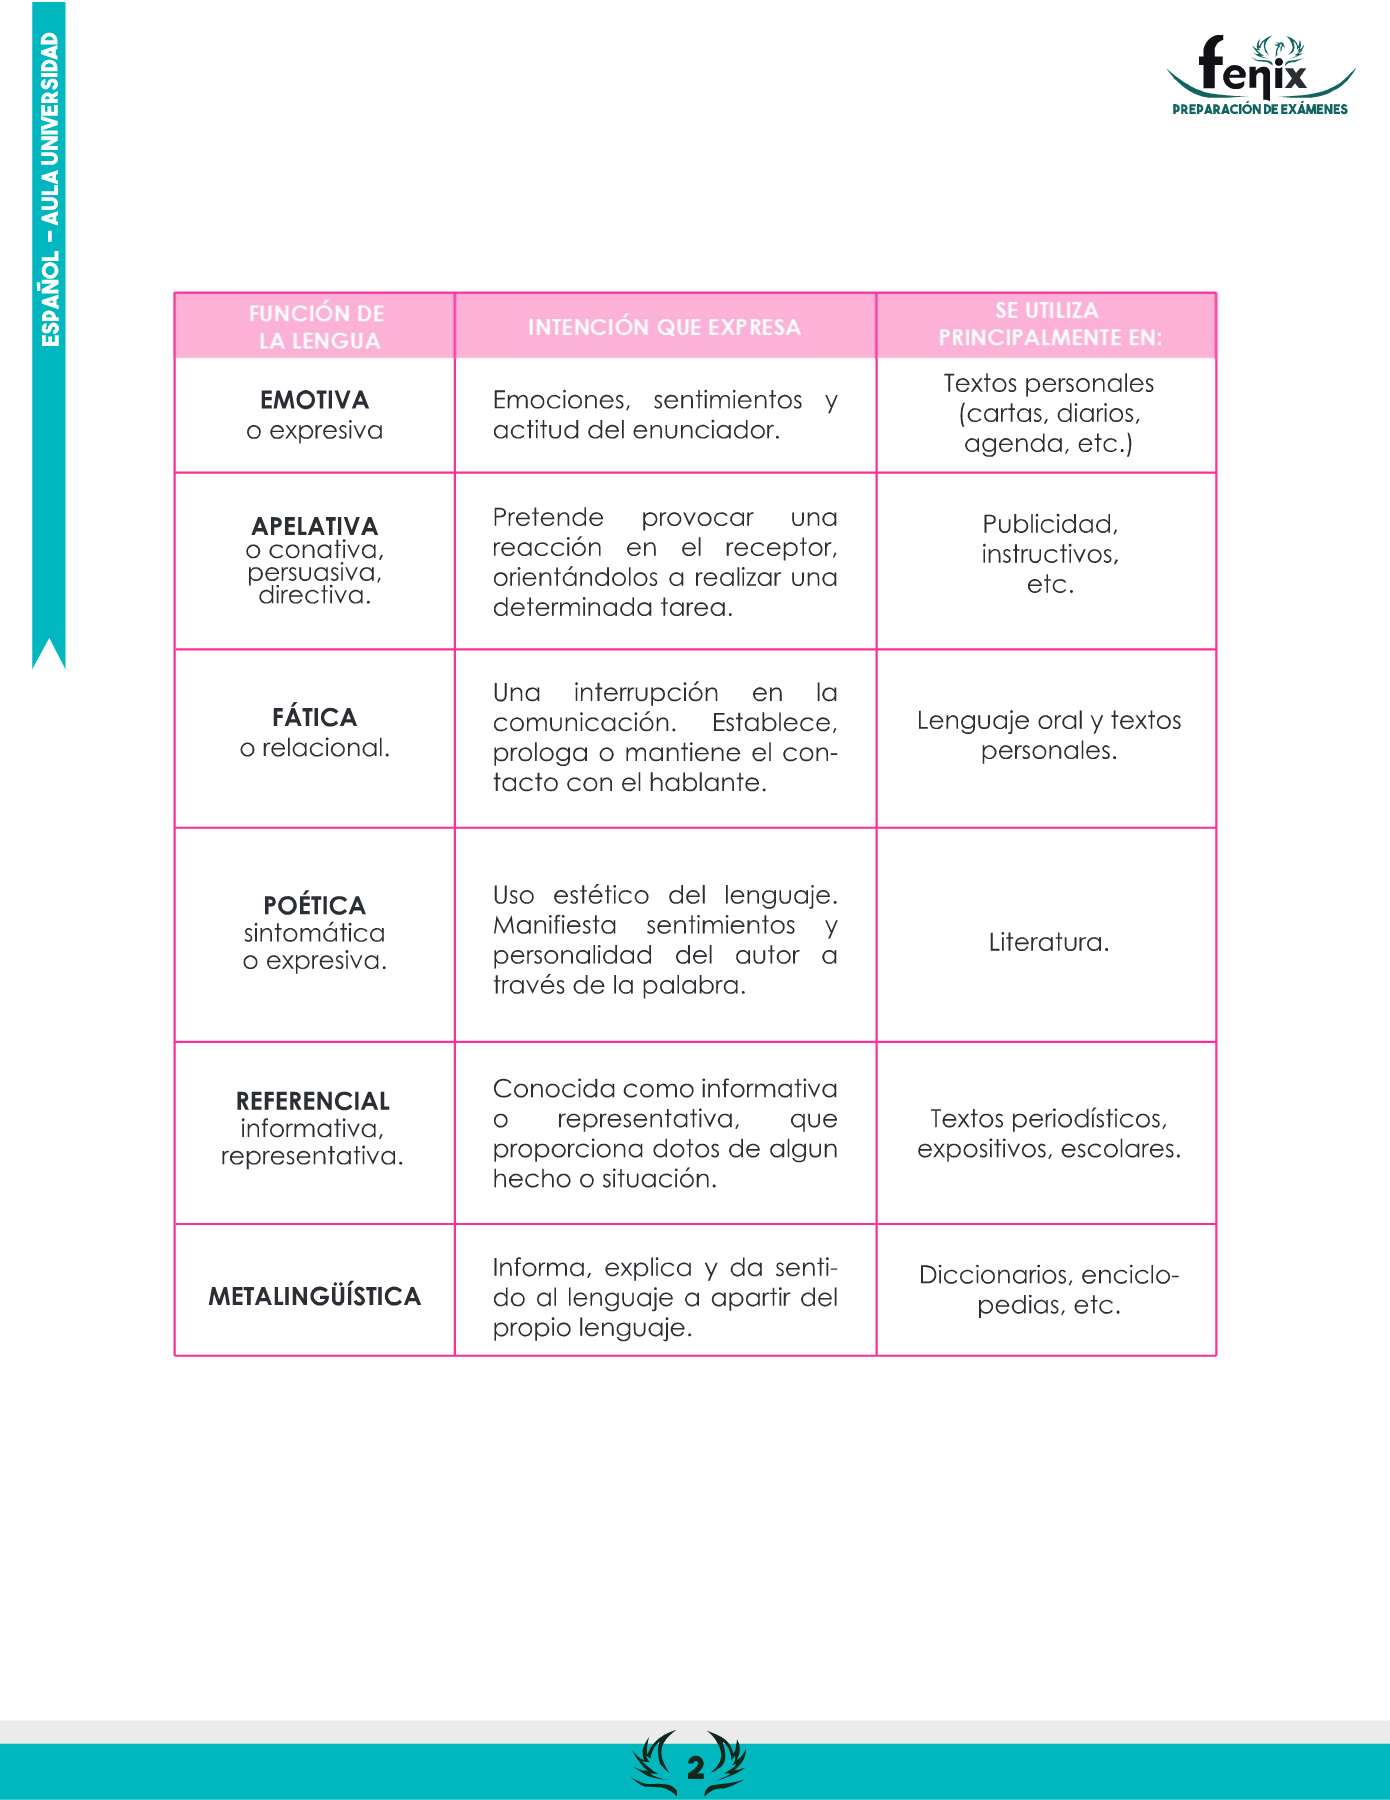 ESPAÑOL - AULA UNIVERSIDAD
fenix
PREPARACIÓN DE EXÁMENES
FUNCIÓN DE
LA LENGUA
INTENCIÓN QUE EXPRESA
SE UTILIZA
PRINCIPALMENTE EN:
EMOTIVA
o expresiva
Emociones, sentimientos y
actitud del enunciador.
Textos personales
(cartas, diarios,
agenda, etc.)
APELATIVA
o conativa,
persuasiva,
directiva.
Pretende provocar una
reacción en el receptor,
orientándolos a realizar una
determinada tarea.
Publicidad,
instructivos,
etc.
FÁTICA
o relacional.
Una interrupción en la
comunicación. Establece,
prologa o mantiene el con-
tacto con el hablante.
Lenguaje oral y textos
personales.
POÉTICA
sintomática
o expresiva.
Uso estético del lenguaje.
Manifiesta sentimientos y
personalidad del autor a
través de la palabra.
Literatura.
REFERENCIAL
informativa,
representativa.
Conocida como informativa
o representativa, que
proporciona dotos de algun
hecho o situación.
Textos periodísticos,
expositivos, escolares.
METALINGÜÍSTICA
Informa, explica y da senti-
do al lenguaje a apartir del
propio lenguaje.
Diccionarios, enciclo-
pedias, etc.
2